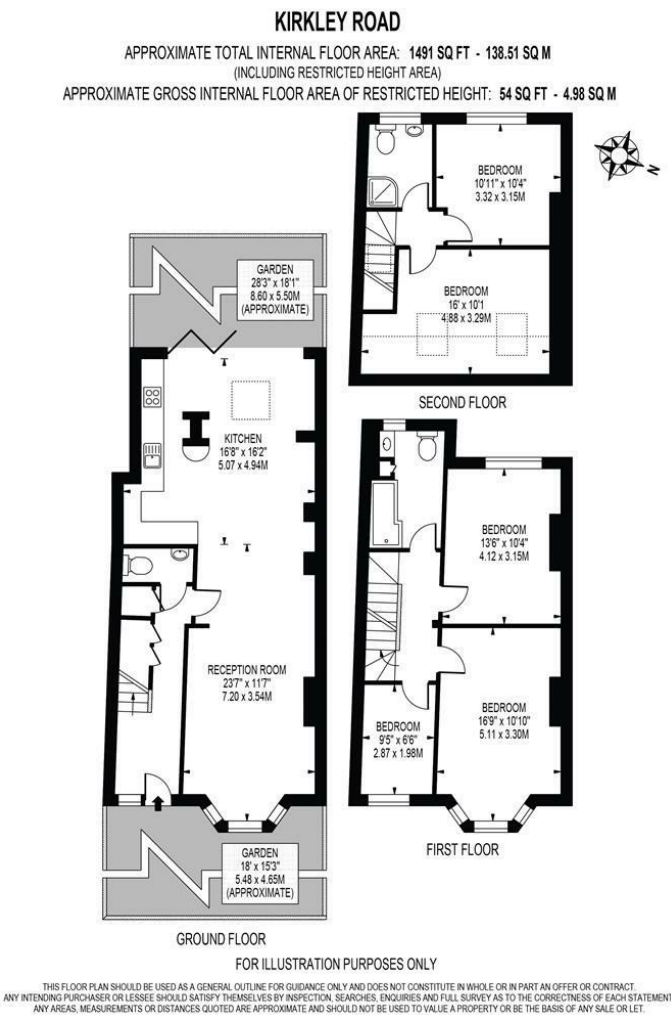 KIRKLEY ROAD
APPROXIMATE TOTAL INTERNAL FLOOR AREA: 1491 SQ FT - 138.51 SQ M
(INCLUDING RESTRICTED HEIGHT AREA)
APPROXIMATE GROSS INTERNAL FLOOR AREA OF RESTRICTED HEIGHT: 54 SQ FT - 4.98 SQ M
N
BEDROOM
10'11" x 10'4"
3.32 x 3.15M
BEDROOM
16' x 10'1
4.88 x 3.29M
SECOND FLOOR
GARDEN
28'3" x 18'1"
8.60 x 5.50M
(APPROXIMATE)
KITCHEN
16'8" x 16'2"
5.07 x 4.94M
RECEPTION ROOM
23'7" x 11'7"
7.20 x 3.54M
GARDEN
18' x 15'3"
5.48 x 4.65M
(APPROXIMATE)
GROUND FLOOR
BEDROOM
13'6" x 10'4"
4.12 x 3.15M
BEDROOM
16'9" x 10'10"
5.11 x 3.30M
BEDROOM
9'5" x 6'6"
2.87 x 1.98M
FIRST FLOOR
FOR ILLUSTRATION PURPOSES ONLY
THIS FLOOR PLAN SHOULD BE USED AS A GENERAL OUTLINE FOR GUIDANCE ONLY AND DOES NOT CONSTITUTE IN WHOLE OR IN PART AN OFFER OR CONTRACT.
ANY INTENDING PURCHASER OR LESSEE SHOULD SATISFY THEMSELVES BY INSPECTION, SEARCHES, ENQUIRIES AND FULL SURVEY AS TO THE CORRECTNESS OF EACH STATEMENT
ANY AREAS, MEASUREMENTS OR DISTANCES QUOTED ARE APPROXIMATE AND SHOULD NOT BE USED TO VALUE A PROPERTY OR BE THE BASIS OF ANY SALE OR LET.